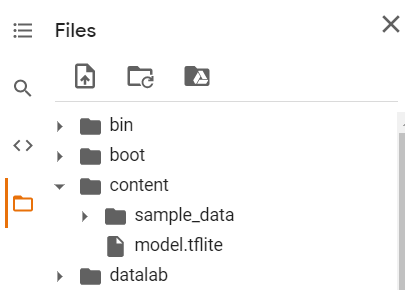 Files
bin
boot
content
sample_data
model.tflite
datalab